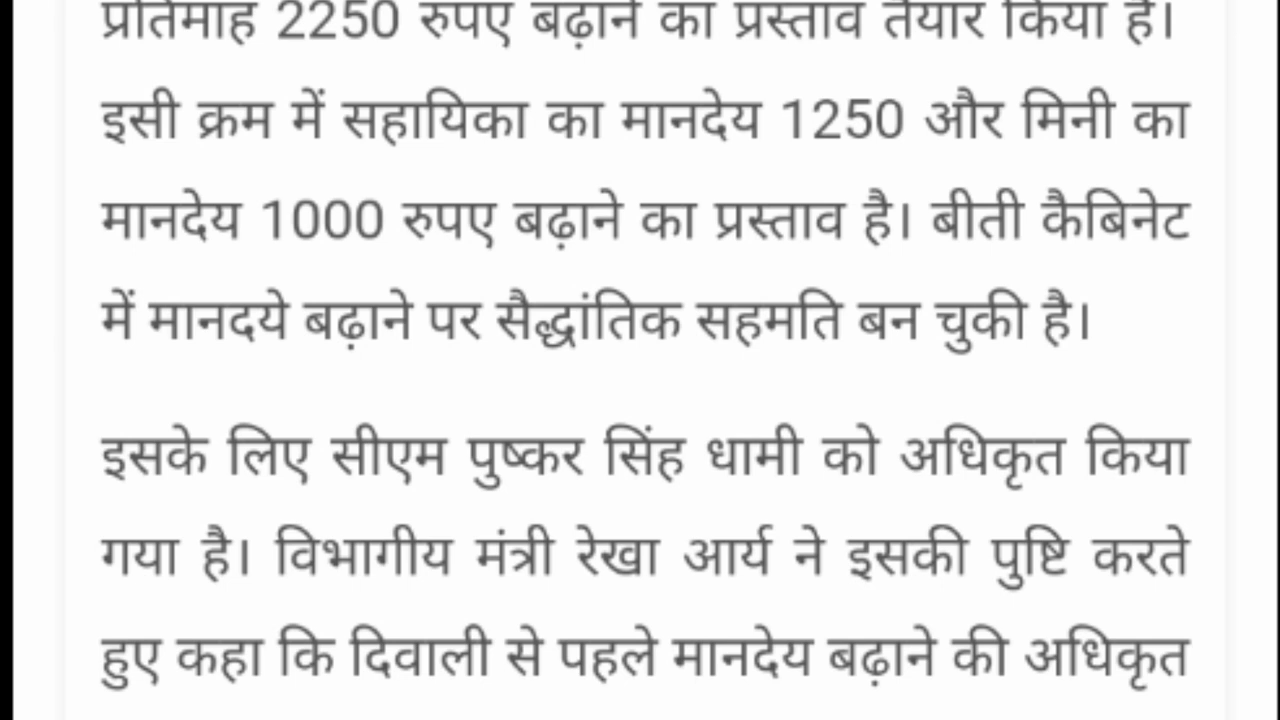 प्रतिमाह 2250 रुपए बढ़ाने का प्रस्ताव तैयार किया है।
इसी क्रम में सहायिका का मानदेय 1250 और मिनी का
मानदेय 1000 रुपए बढ़ाने का प्रस्ताव है। बीती कैबिनेट
में मानदये बढ़ाने पर सैद्धांतिक सहमति बन चुकी है।
इसके लिए सीएम पुष्कर सिंह धामी को अधिकृत किया
गया है। विभागीय मंत्री रेखा आर्य ने इसकी पुष्टि करते
हुए कहा कि दिवाली से पहले मानदेय बढ़ाने की अधिकृत